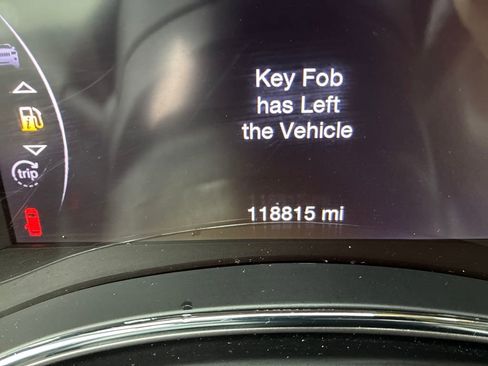 Key Fob
has Left
the Vehicle
trip
118815 mi